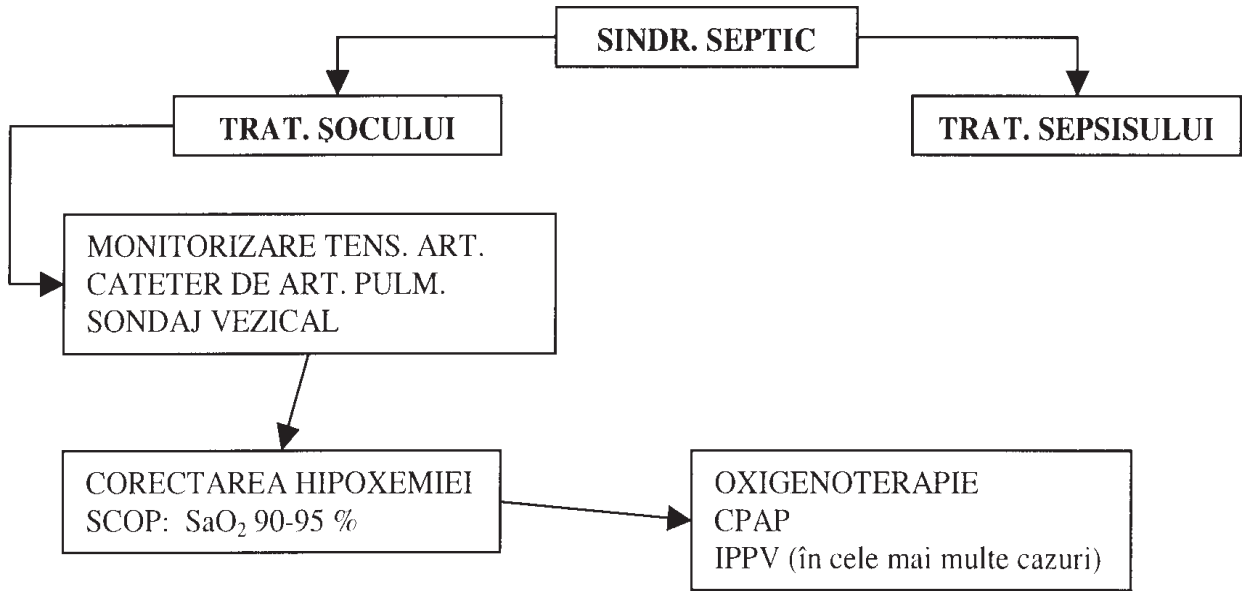 SINDR. SEPTIC
TRAT. ŞOCULUI
TRAT. SEPSISULUI
MONITORIZARE TENS. ART.
CATETER DE ART. PULM.
SONDAJ VEZICAL
CORECTAREA HIPOXEMIEI
SCOP: SaO₂ 90-95 %
OXIGENOTERAPIE
CPAP
IPPV (în cele mai multe cazuri)